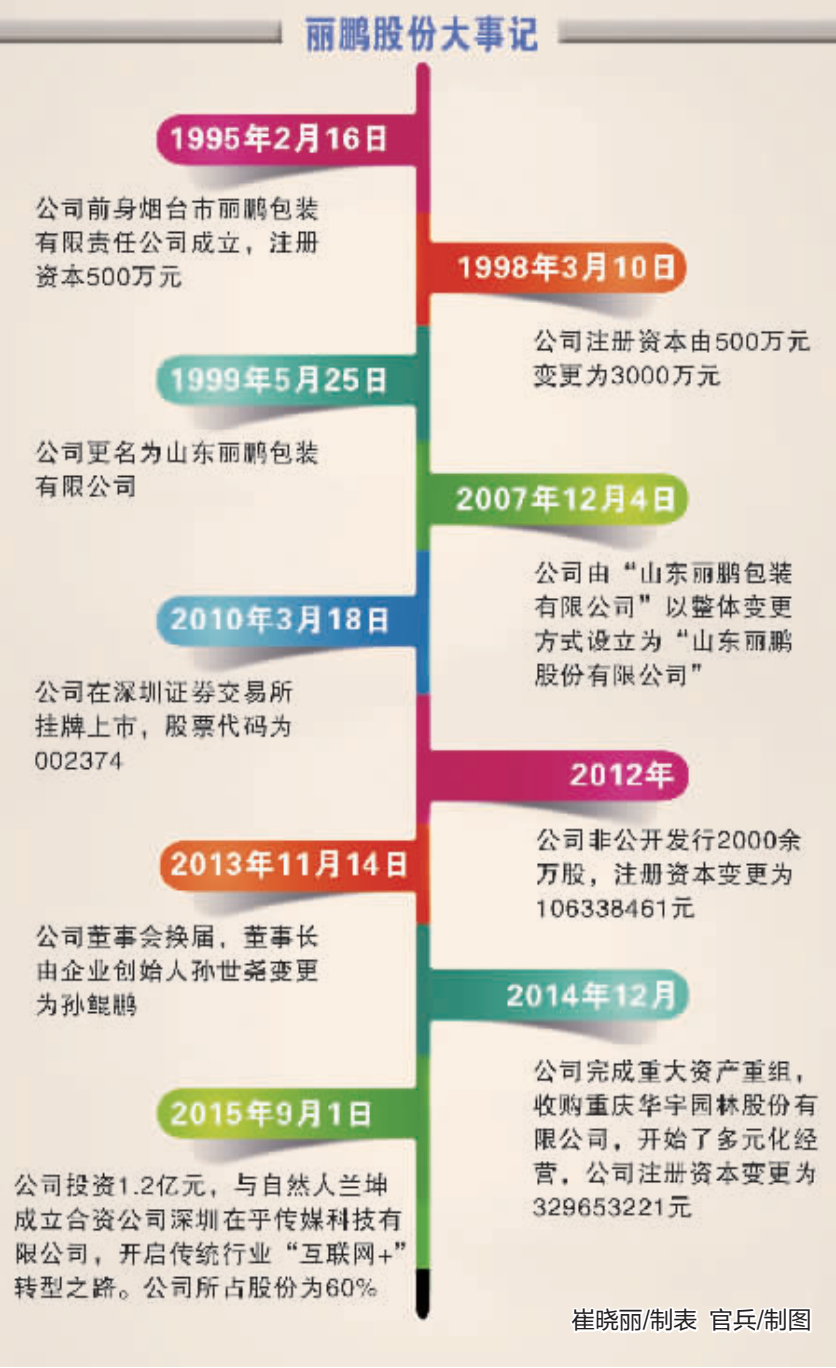 丽鹏股份大事记
1995年2月16日
公司前身烟台市丽鹏包装
有限责任公司成立，注册
资本500万元
1998年3月10日
公司注册资本由500万元
变更为3000万元
1999年5月25日
公司更名为山东丽鹏包装
有限公司
2007年12月4日
公司由“山东丽鹏包装
有限公司”以整体变更
方式设立为“山东丽鹏
股份有限公司”
2010年3月18日
公司在深圳证券交易所
挂牌上市，股票代码为
002374
2012年
公司非公开发行2000余
万股，注册资本变更为
106338461元
2013年11月14日
公司董事会换届，董事长
由企业创始人孙世尧变更
为孙鲲鹏
2014年12月
公司完成重大资产重组，
收购重庆华宇园林股份有
限公司，开始了多元化经
营，公司注册资本变更为
329653221元
2015年9月1日
公司投资1.2亿元，与自然人兰坤
成立合资公司深圳在乎传媒科技有
限公司，开启传统行业“互联网+”
转型之路。公司所占股份为60%
崔晓丽/制表 官兵/制图